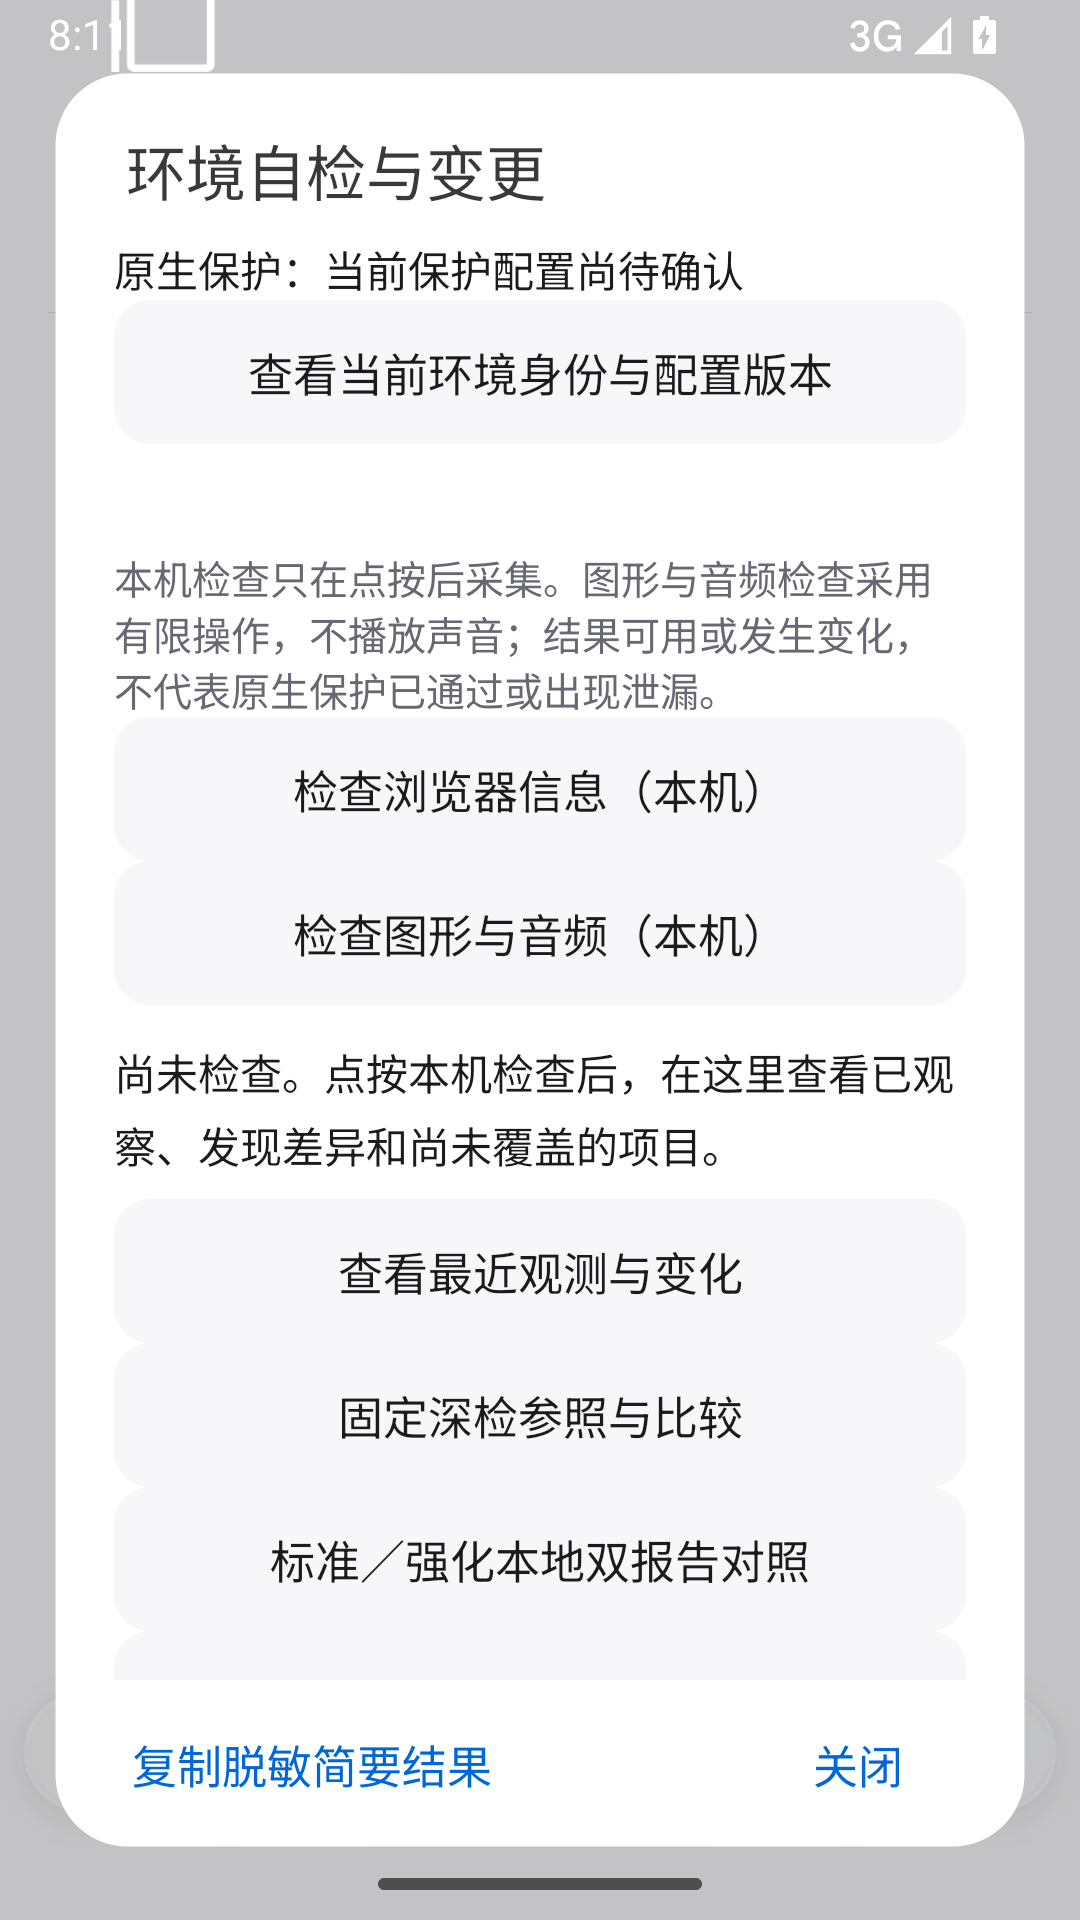 8:11
3G
环境自检与变更
原生保护：当前保护配置尚待确认
查看当前环境身份与配置版本
本机检查只在点按后采集。图形与音频检查采用
有限操作，不播放声音；结果可用或发生变化，
不代表原生保护已通过或出现泄漏。
检查浏览器信息（本机）
检查图形与音频（本机）
尚未检查。点按本机检查后，在这里查看已观
察、发现差异和尚未覆盖的项目。
查看最近观测与变化
固定深检参照与比较
标准／强化本地双报告对照
复制脱敏简要结果
关闭